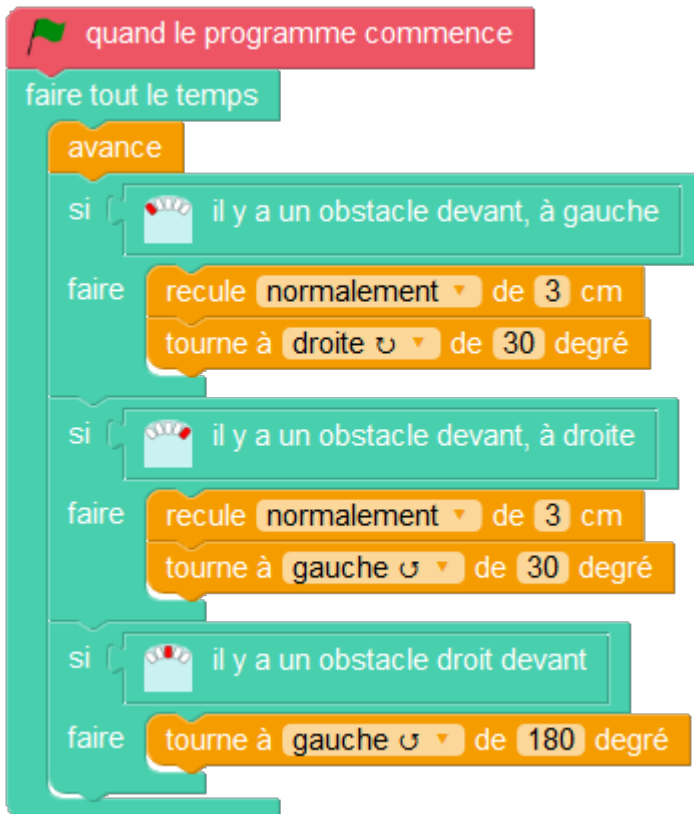 quand le programme commence
faire tout le temps
avance
si il y a un obstacle devant, à gauche
faire recule normalement de 3 cm
tourne à droite ↻ de 30 degré
si il y a un obstacle devant, à droite
faire recule normalement de 3 cm
tourne à gauche ↺ de 30 degré
si il y a un obstacle droit devant
faire tourne à gauche ↺ de 180 degré